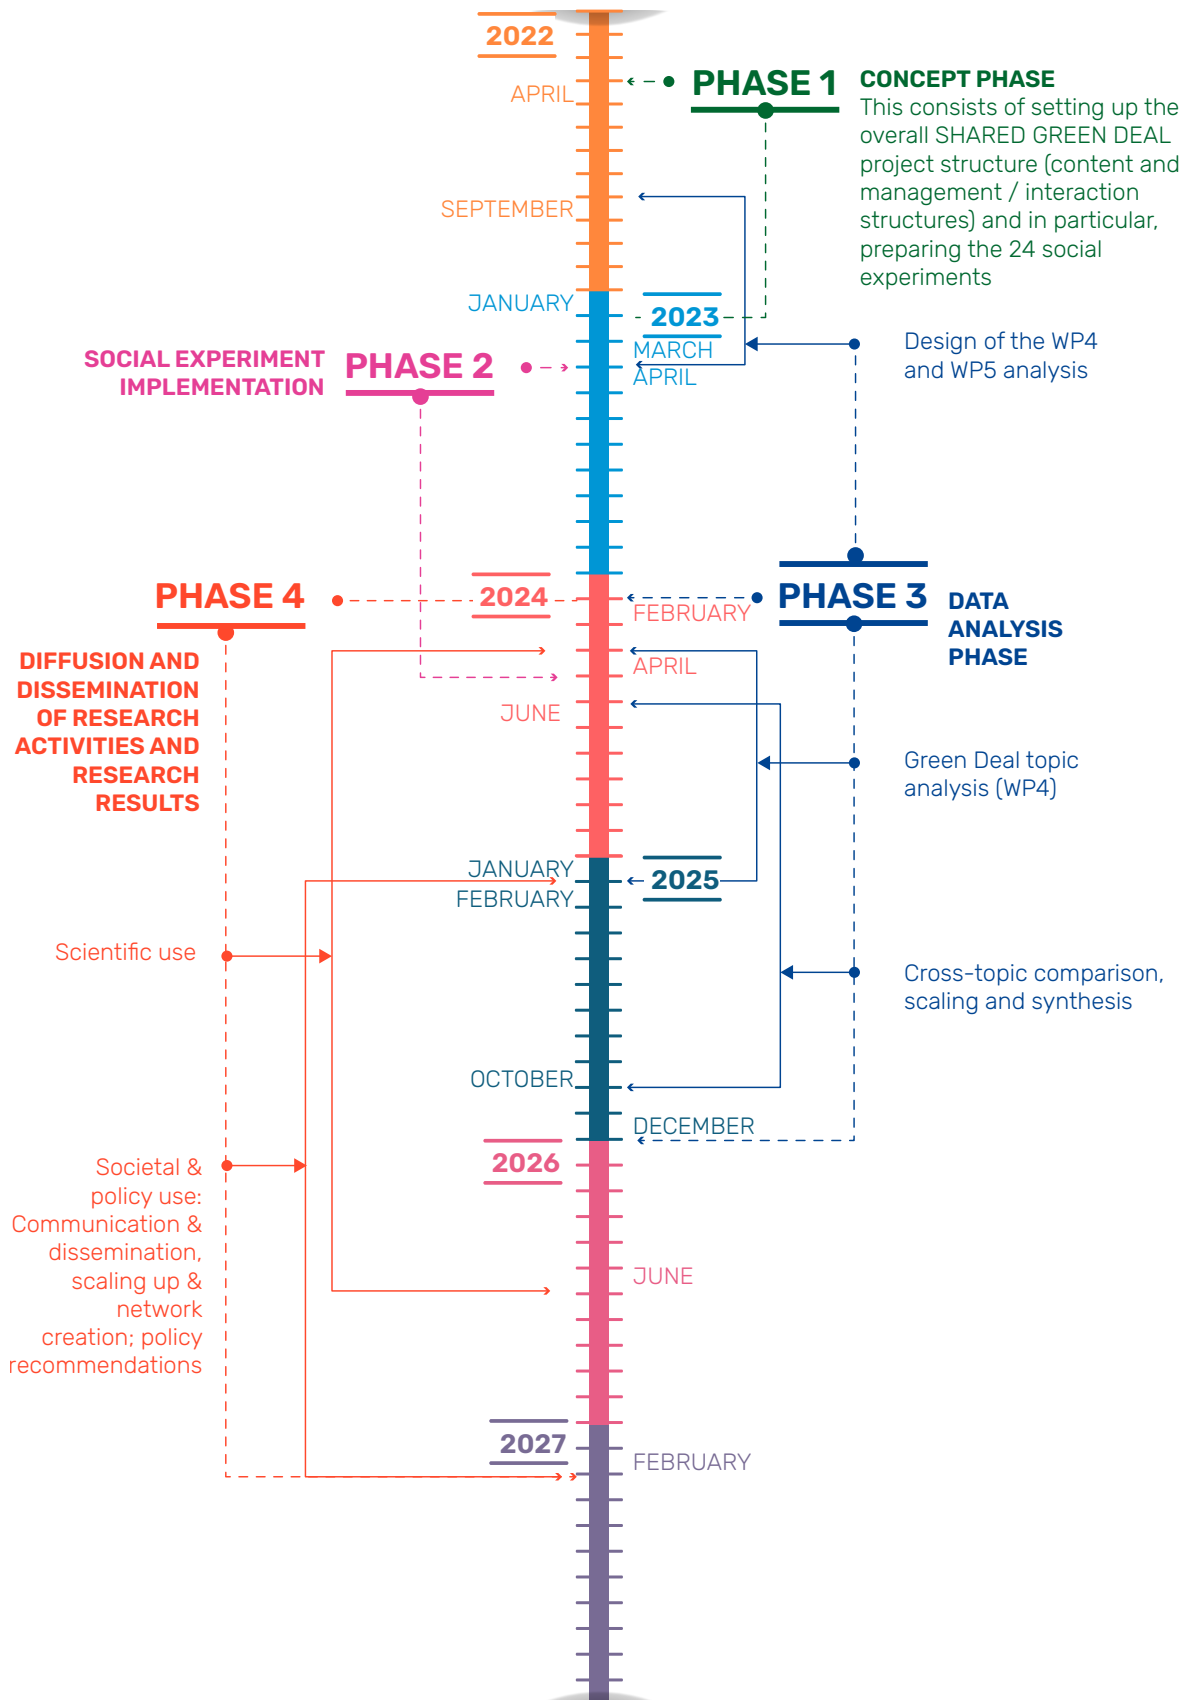 2022
APRIL
PHASE 1
CONCEPT PHASE
This consists of setting up the
overall SHARED GREEN DEAL
project structure (content and
management / interaction
structures) and in particular,
preparing the 24 social
experiments
SEPTEMBER
JANUARY
2023
MARCH
APRIL
SOCIAL EXPERIMENT
IMPLEMENTATION
PHASE 2
Design of the WP4
and WP5 analysis
PHASE 4
2024
FEBRUARY
PHASE 3
DATA
ANALYSIS
PHASE
DIFFUSION AND
DISSEMINATION
OF RESEARCH
ACTIVITIES AND
RESEARCH
RESULTS
APRIL
JUNE
Green Deal topic
analysis (WP4)
JANUARY
FEBRUARY
2025
Scientific use
Cross-topic comparison,
scaling and synthesis
OCTOBER
DECEMBER
2026
Societal &
policy use:
Communication &
dissemination,
scaling up &
network
creation; policy
recommendations
JUNE
2027
FEBRUARY